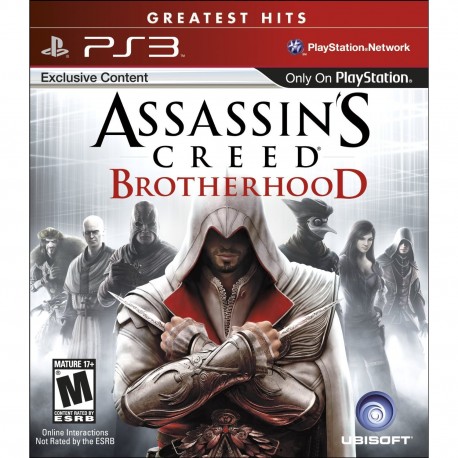 GREATEST HITS
PS3
PlayStation®Network
Exclusive Content
Only On PlayStation®
ASSASSIN'S
CREED®
BROTHERHOOD
MATURE 17+
M
CONTENT RATED BY
ESRB
Online Interactions
Not Rated by the ESRB
UBISOFT